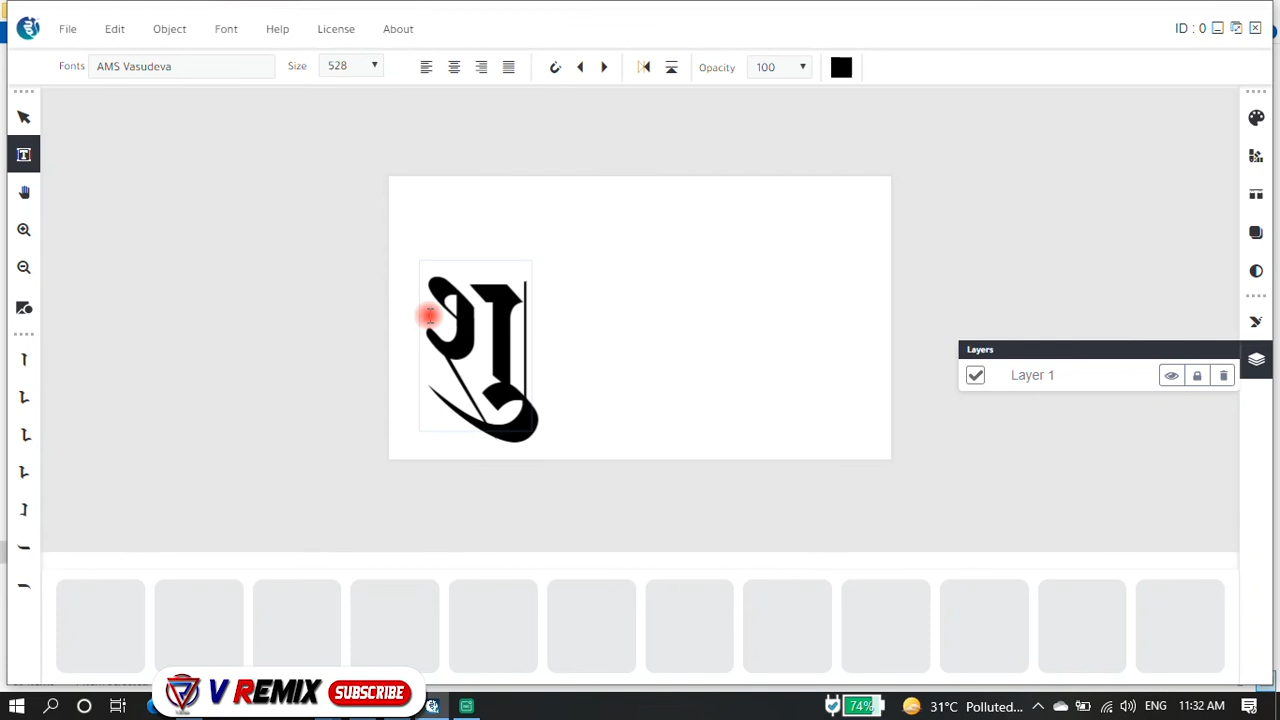 File Edit Object Font Help License About ID : 0
Fonts AMS Vasudeva Size 528 Opacity 100
शु
Layers
Layer 1
V REMIX SUBSCRIBE
74% 31°C Polluted... ENG 11:32 AM